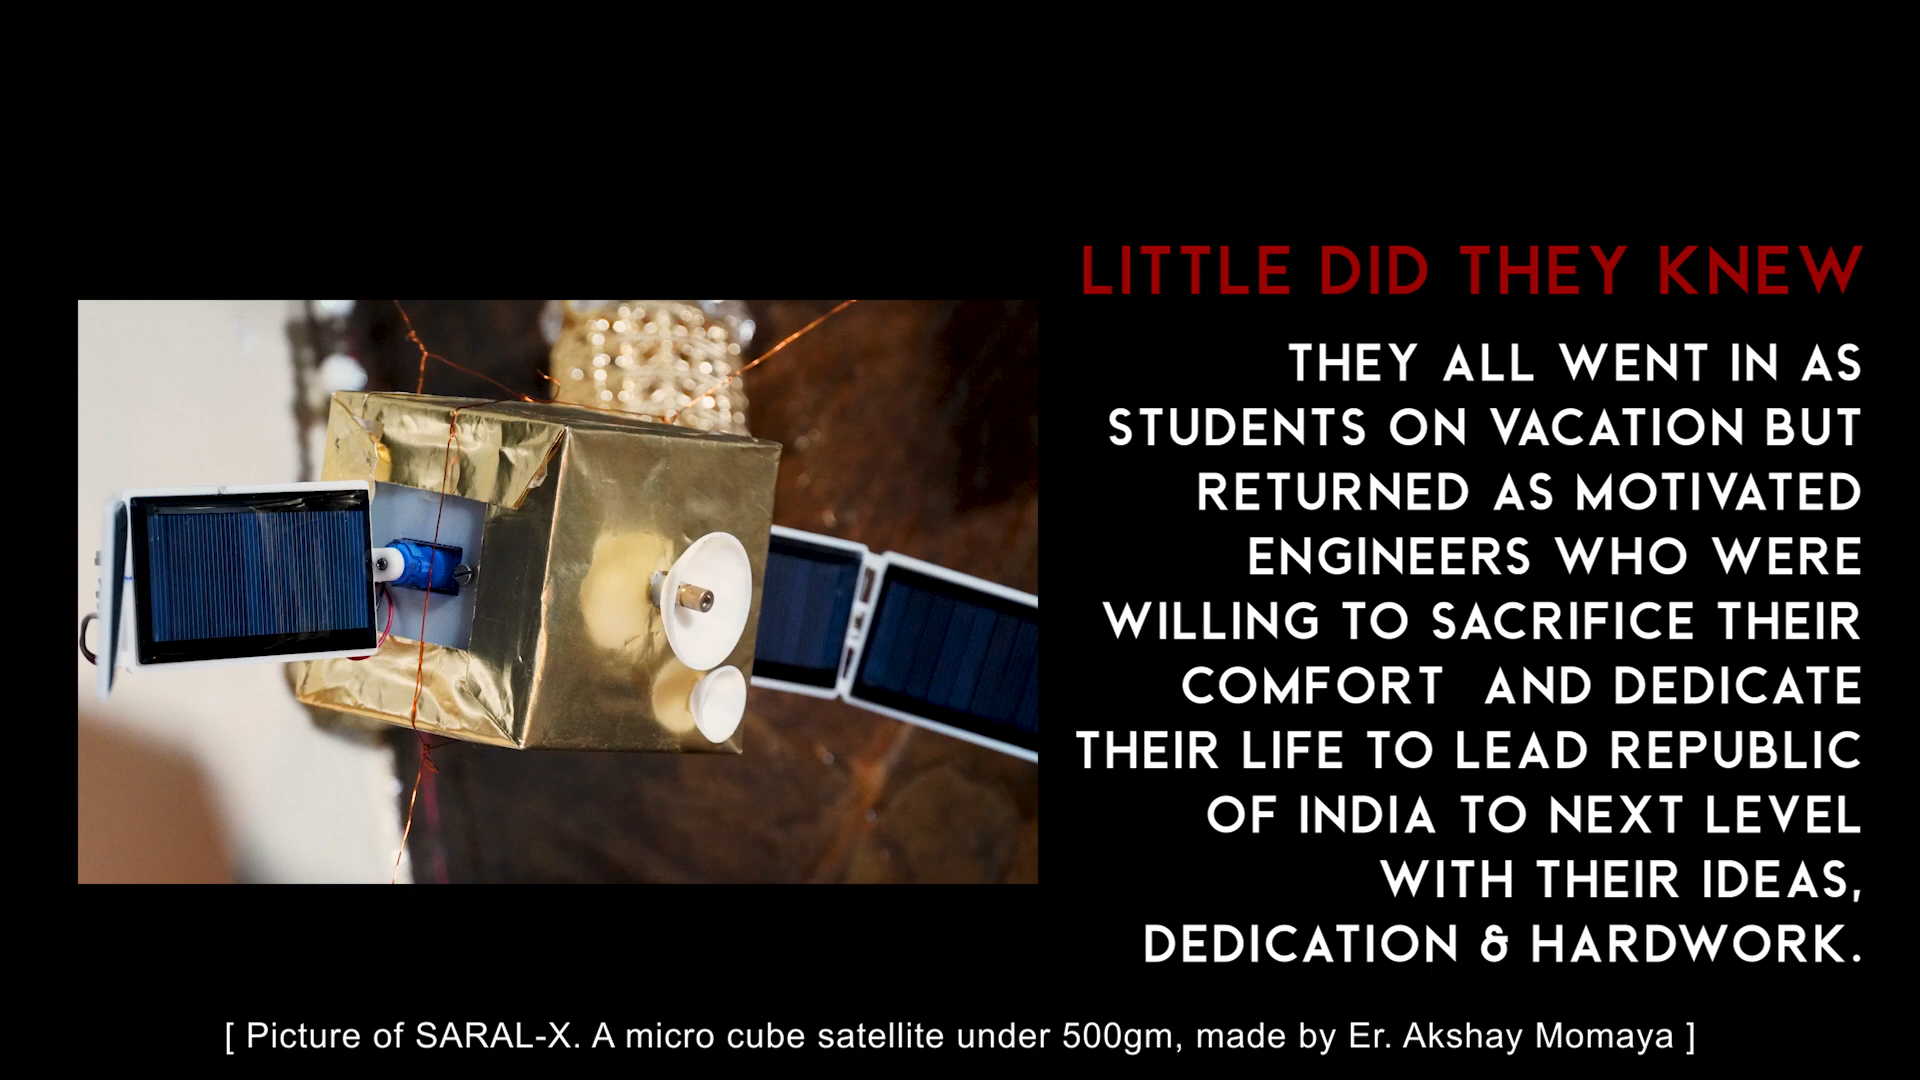 LITTLE DID THEY KNEW
THEY ALL WENT IN AS
STUDENTS ON VACATION BUT
RETURNED AS MOTIVATED
ENGINEERS WHO WERE
WILLING TO SACRIFICE THEIR
COMFORT AND DEDICATE
THEIR LIFE TO LEAD REPUBLIC
OF INDIA TO NEXT LEVEL
WITH THEIR IDEAS,
DEDICATION & HARDWORK.
[ Picture of SARAL-X. A micro cube satellite under 500gm, made by Er. Akshay Momaya ]